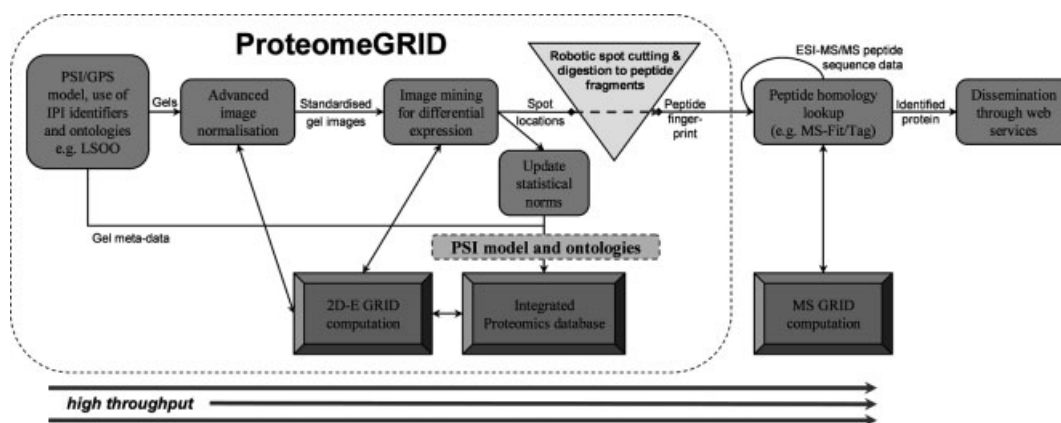 ProteomeGRID
PSI/GPS
model, use of
IPI identifiers
and ontologies
e.g. LSOO
Gels
Advanced
image
normalisation
Standardised
gel images
Image mining
for differential
expression
Spot
locations
Robotic spot cutting &
digestion to peptide
fragments
Peptide
finger-
print
ESI-MS/MS peptide
sequence data
Peptide homology
lookup
(e.g. MS-Fit/Tag)
Identified
protein
Dissemination
through web
services
Update
statistical
norms
Gel meta-data
PSI model and ontologies
2D-E GRID
computation
Integrated
Proteomics database
MS GRID
computation
high throughput